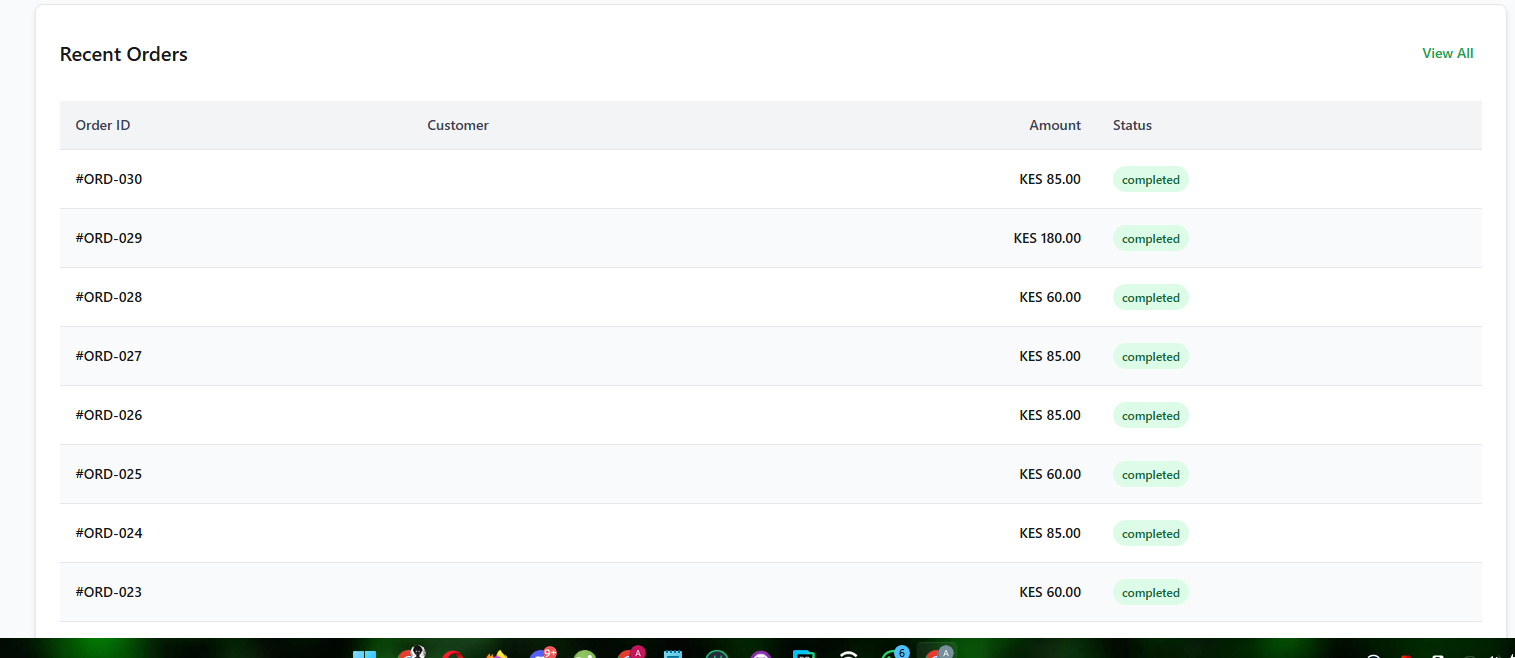 Recent Orders View All
Order ID Customer Amount Status
#ORD-030 KES 85.00 completed
#ORD-029 KES 180.00 completed
#ORD-028 KES 60.00 completed
#ORD-027 KES 85.00 completed
#ORD-026 KES 85.00 completed
#ORD-025 KES 60.00 completed
#ORD-024 KES 85.00 completed
#ORD-023 KES 60.00 completed
9+ A 6 A